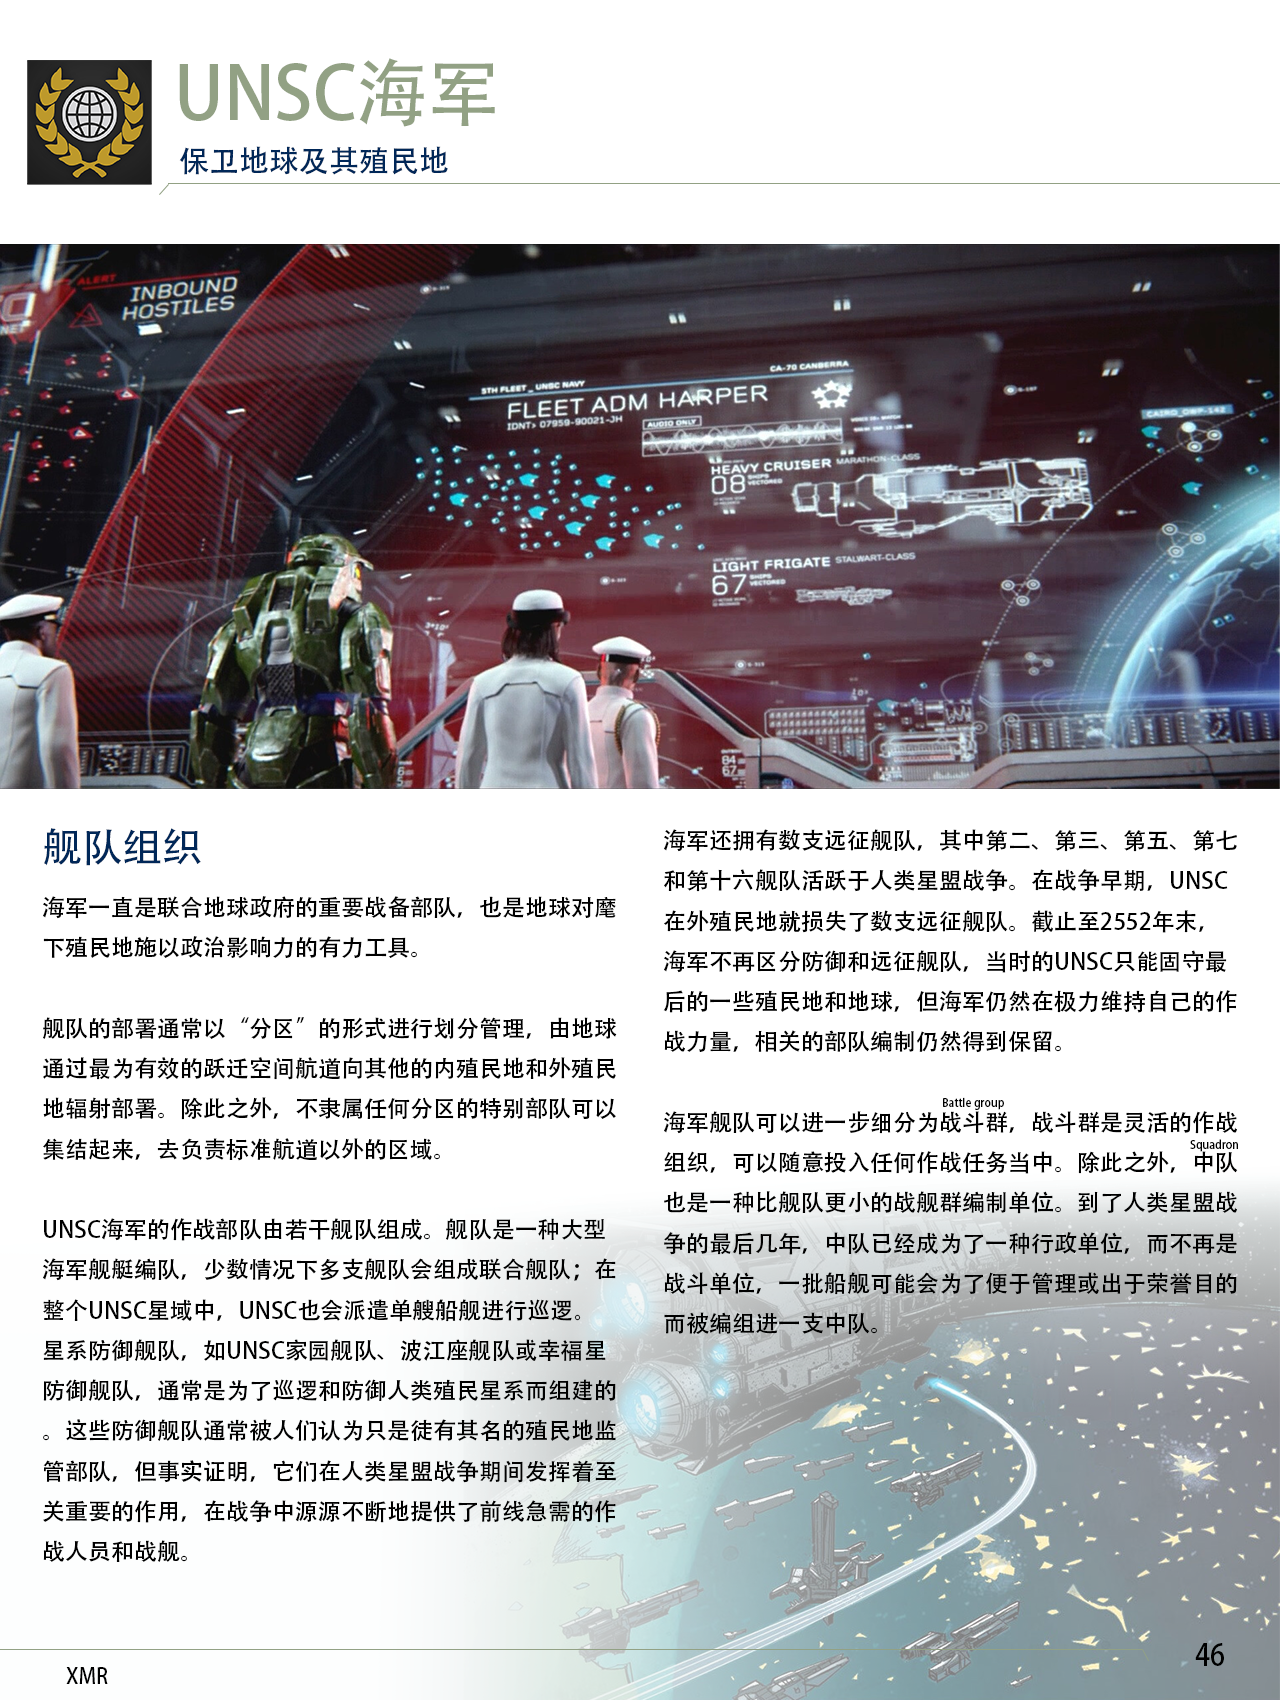 UNSC海军
保卫地球及其殖民地
ALERT
INBOUND
HOSTILES
5TH FLEET _ UNSC NAVY
CA-70 CANBERRA
FLEET ADM HARPER
IDNT> 07959-90021-JH
AUDIO ONLY
CAIRO_ODP-142
HEAVY CRUISER MARATHON-CLASS
08 SHIPS
VECTORED
LIGHT FRIGATE STALWART-CLASS
67 SHIPS
VECTORED
舰队组织
海军一直是联合地球政府的重要战备部队，也是地球对麾
下殖民地施以政治影响力的有力工具。
舰队的部署通常以“分区”的形式进行划分管理，由地球
通过最为有效的跃迁空间航道向其他的内殖民地和外殖民
地辐射部署。除此之外，不隶属任何分区的特别部队可以
集结起来，去负责标准航道以外的区域。
UNSC海军的作战部队由若干舰队组成。舰队是一种大型
海军舰艇编队，少数情况下多支舰队会组成联合舰队；在
整个UNSC星域中，UNSC也会派遣单艘船舰进行巡逻。
星系防御舰队，如UNSC家园舰队、波江座舰队或幸福星
防御舰队，通常是为了巡逻和防御人类殖民星系而组建的
。这些防御舰队通常被人们认为只是徒有其名的殖民地监
管部队，但事实证明，它们在人类星盟战争期间发挥着至
关重要的作用，在战争中源源不断地提供了前线急需的作
战人员和战舰。
海军还拥有数支远征舰队，其中第二、第三、第五、第七
和第十六舰队活跃于人类星盟战争。在战争早期，UNSC
在外殖民地就损失了数支远征舰队。截止至2552年末，
海军不再区分防御和远征舰队，当时的UNSC只能固守最
后的一些殖民地和地球，但海军仍然在极力维持自己的作
战力量，相关的部队编制仍然得到保留。
Battle group
海军舰队可以进一步细分为战斗群，战斗群是灵活的作战
Squadron
组织，可以随意投入任何作战任务当中。除此之外，中队
也是一种比舰队更小的战舰群编制单位。到了人类星盟战
争的最后几年，中队已经成为了一种行政单位，而不再是
战斗单位，一批船舰可能会为了便于管理或出于荣誉目的
而被编组进一支中队。
XMR
46